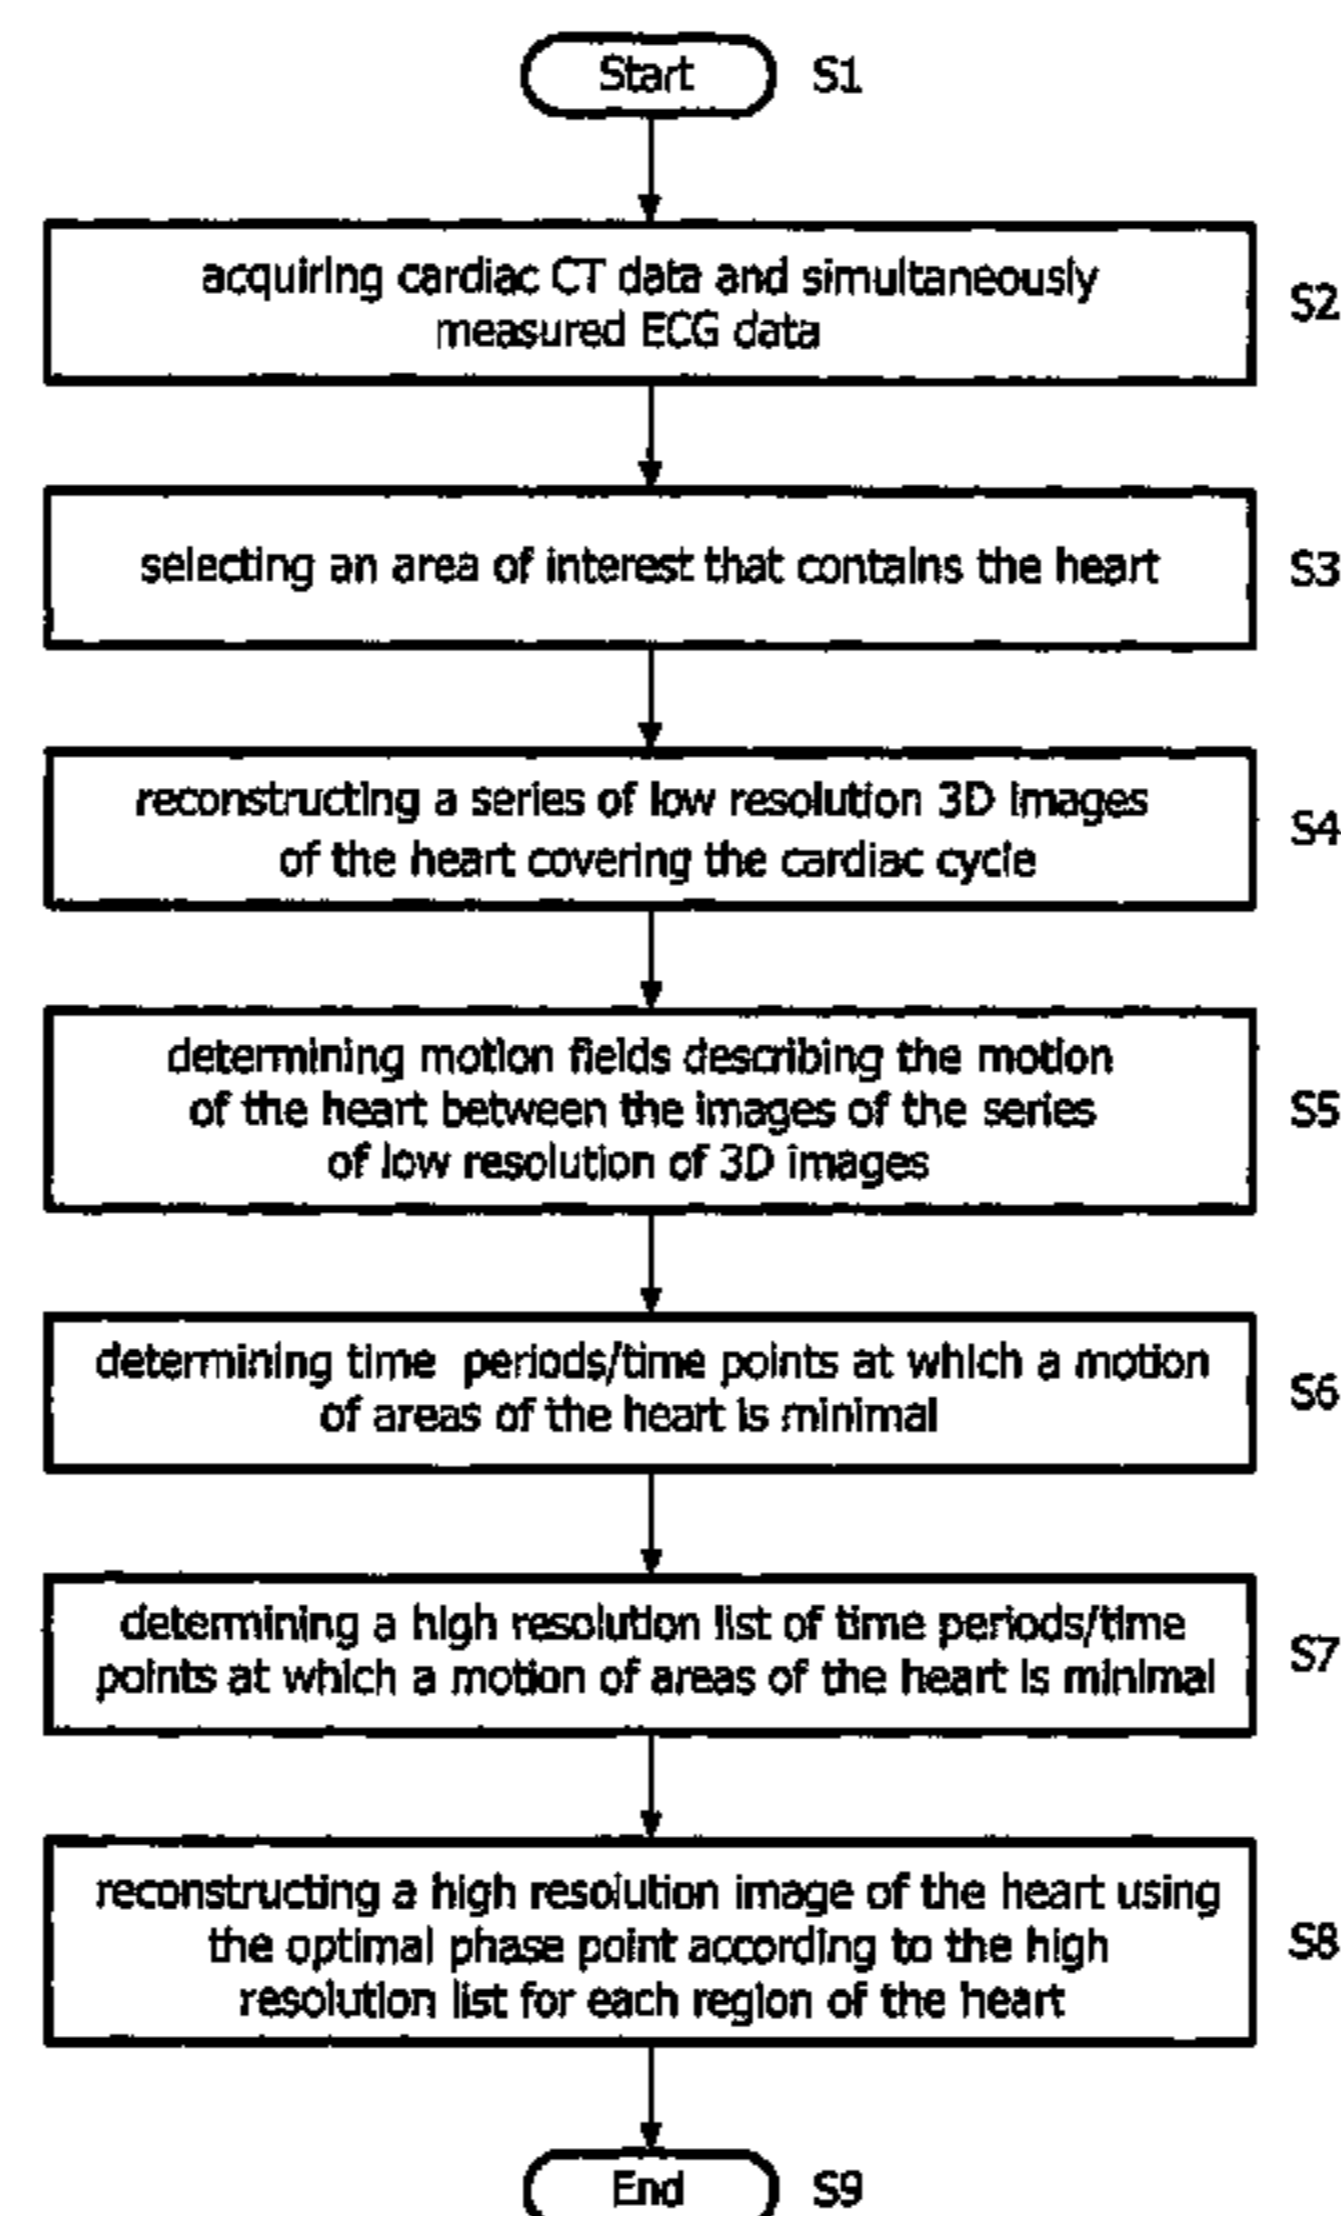 Start S1
acquiring cardiac CT data and simultaneously
measured ECG data
S2
selecting an area of interest that contains the heart S3
reconstructing a series of low resolution 3D images
of the heart covering the cardiac cycle
S4
determining motion fields describing the motion
of the heart between the images of the series
of low resolution of 3D images
S5
determining time periods/time points at which a motion
of areas of the heart is minimal
S6
determining a high resolution list of time periods/time
points at which a motion of areas of the heart is minimal
S7
reconstructing a high resolution image of the heart using
the optimal phase point according to the high
resolution list for each region of the heart
S8
End S9